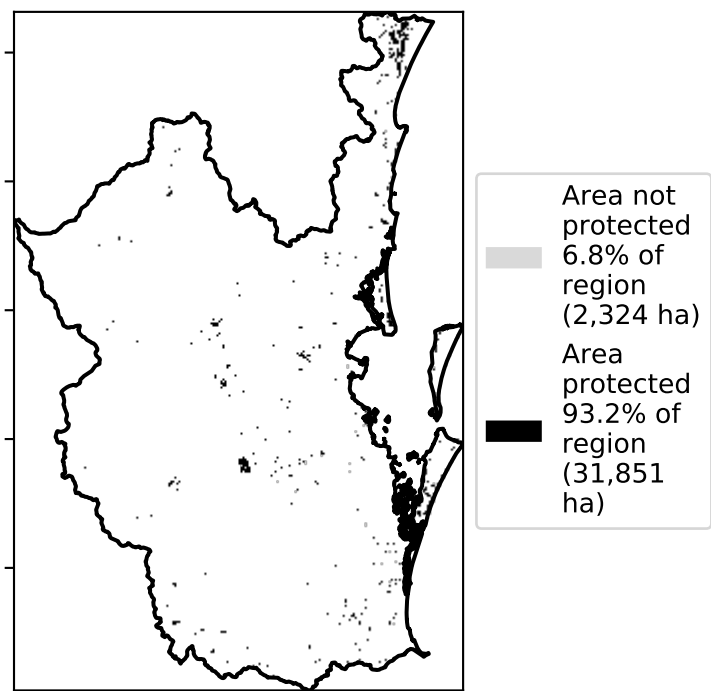 Area not
protected
6.8% of
region
(2,324 ha)
Area
protected
93.2% of
region
(31,851
ha)